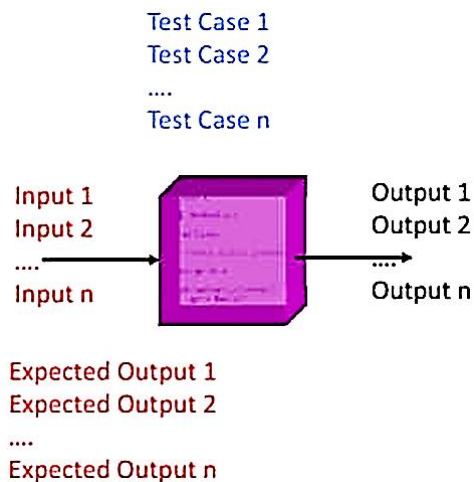 Test Case 1
Test Case 2
....
Test Case n
Input 1
Input 2
....
Input n
Output 1
Output 2
....
Output n
Expected Output 1
Expected Output 2
....
Expected Output n